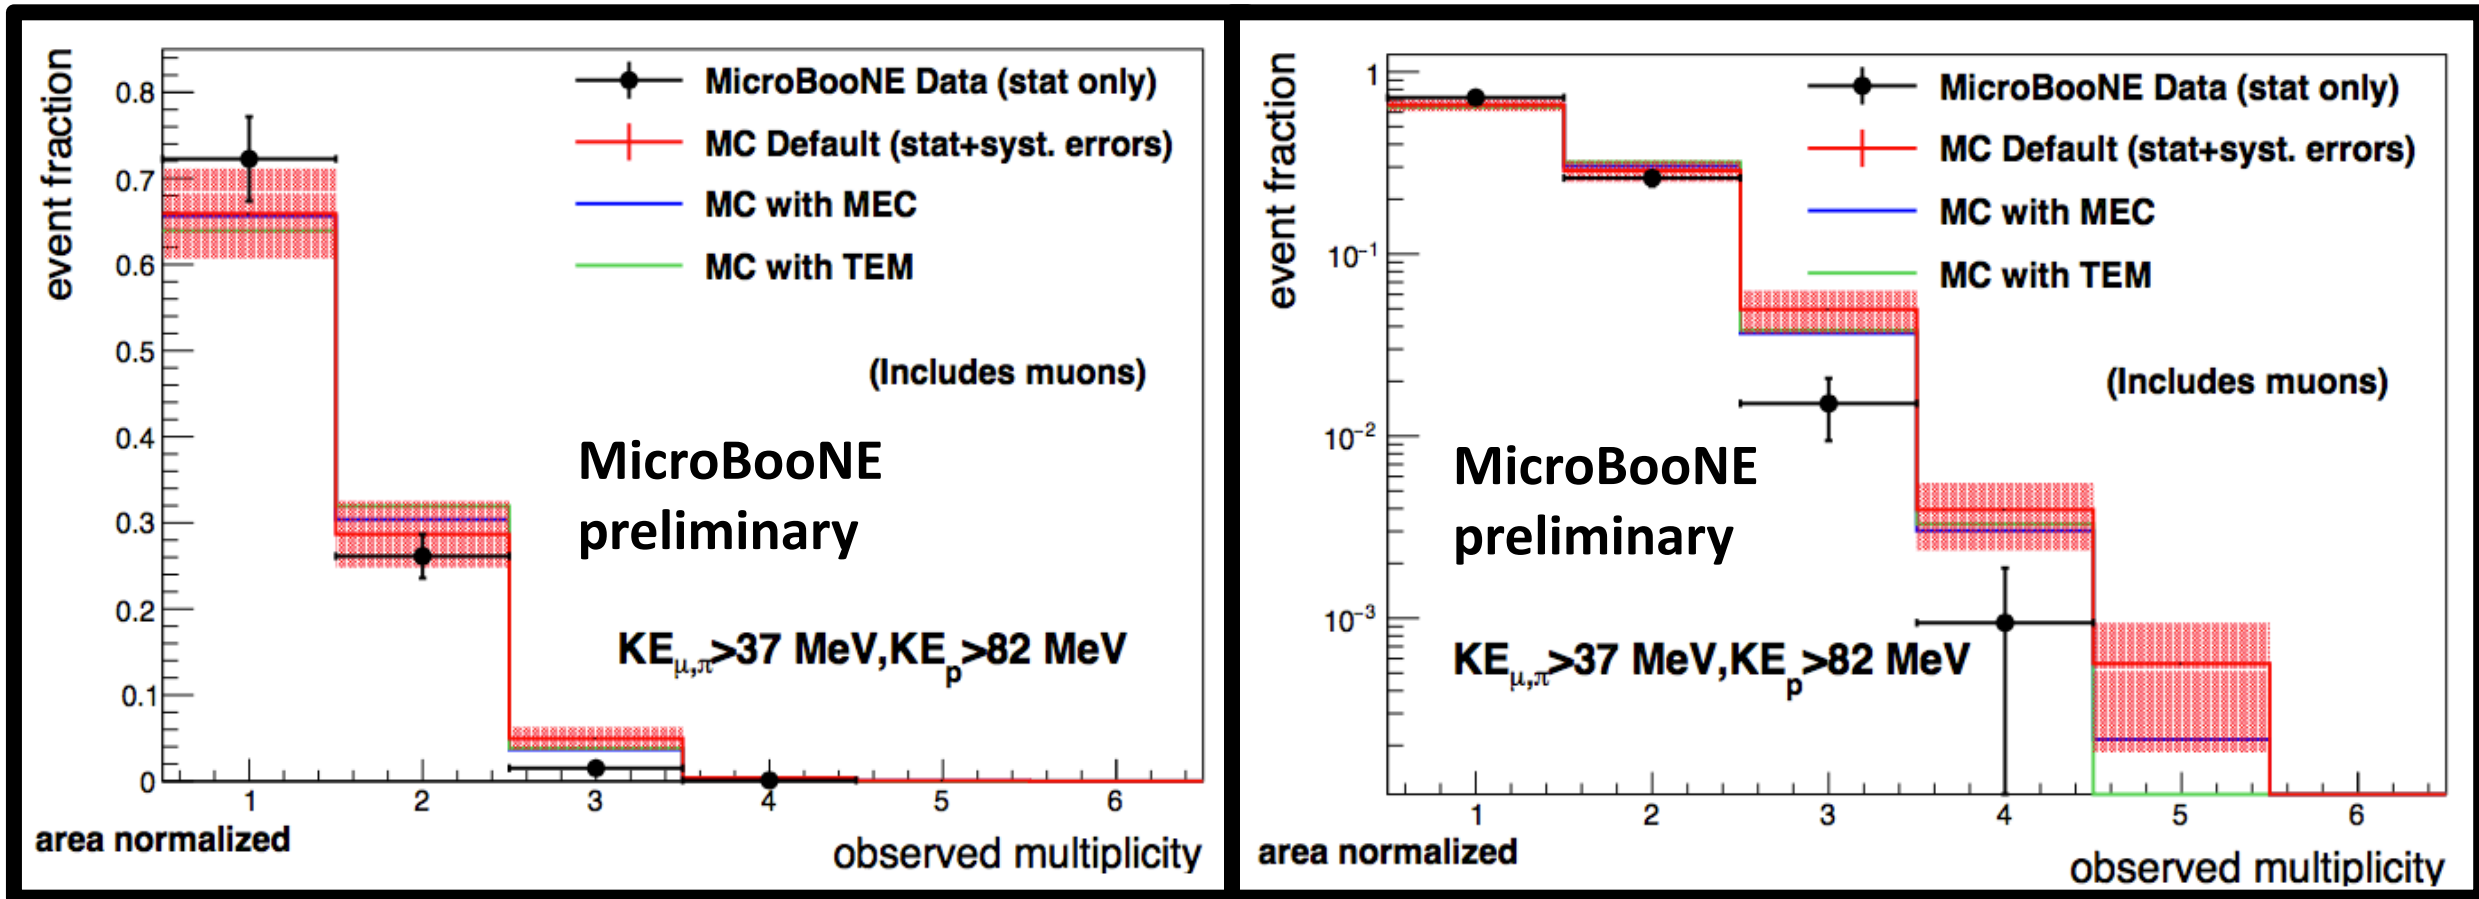 event fraction
0.8
0.7
0.6
0.5
0.4
0.3
0.2
0.1
0
MicroBooNE Data (stat only)
MC Default (stat+syst. errors)
MC with MEC
MC with TEM
(Includes muons)
MicroBooNE
preliminary
KEμ,π>37 MeV,KEp>82 MeV
1 2 3 4 5 6
area normalized
observed multiplicity
event fraction
1
10⁻¹
10⁻²
10⁻³
MicroBooNE Data (stat only)
MC Default (stat+syst. errors)
MC with MEC
MC with TEM
(Includes muons)
MicroBooNE
preliminary
KEμ,π>37 MeV,KEp>82 MeV
1 2 3 4 5 6
area normalized
observed multiplicity